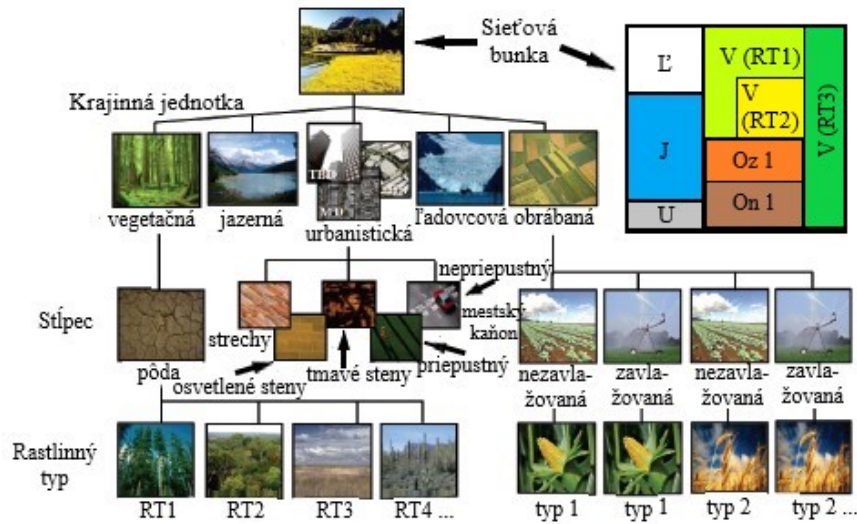 Sieťová
bunka
Krajinná jednotka
TBD
MD
vegetačná
jazerná
urbanistická
ľadovcová
obrábaná
Ľ
J
U
V (RT1)
V
(RT2)
Oz 1
On 1
V (RT3)
Stĺpec
pôda
strechy
osvetlené steny
tmavé steny
nepriepustný
mestský
kaňon
priepustný
nezavla-
žovaná
zavla-
žovaná
nezavla-
žovaná
zavla-
žovaná
Rastlinný
typ
RT1
RT2
RT3
RT4 ...
typ 1
typ 1
typ 2
typ 2 ...